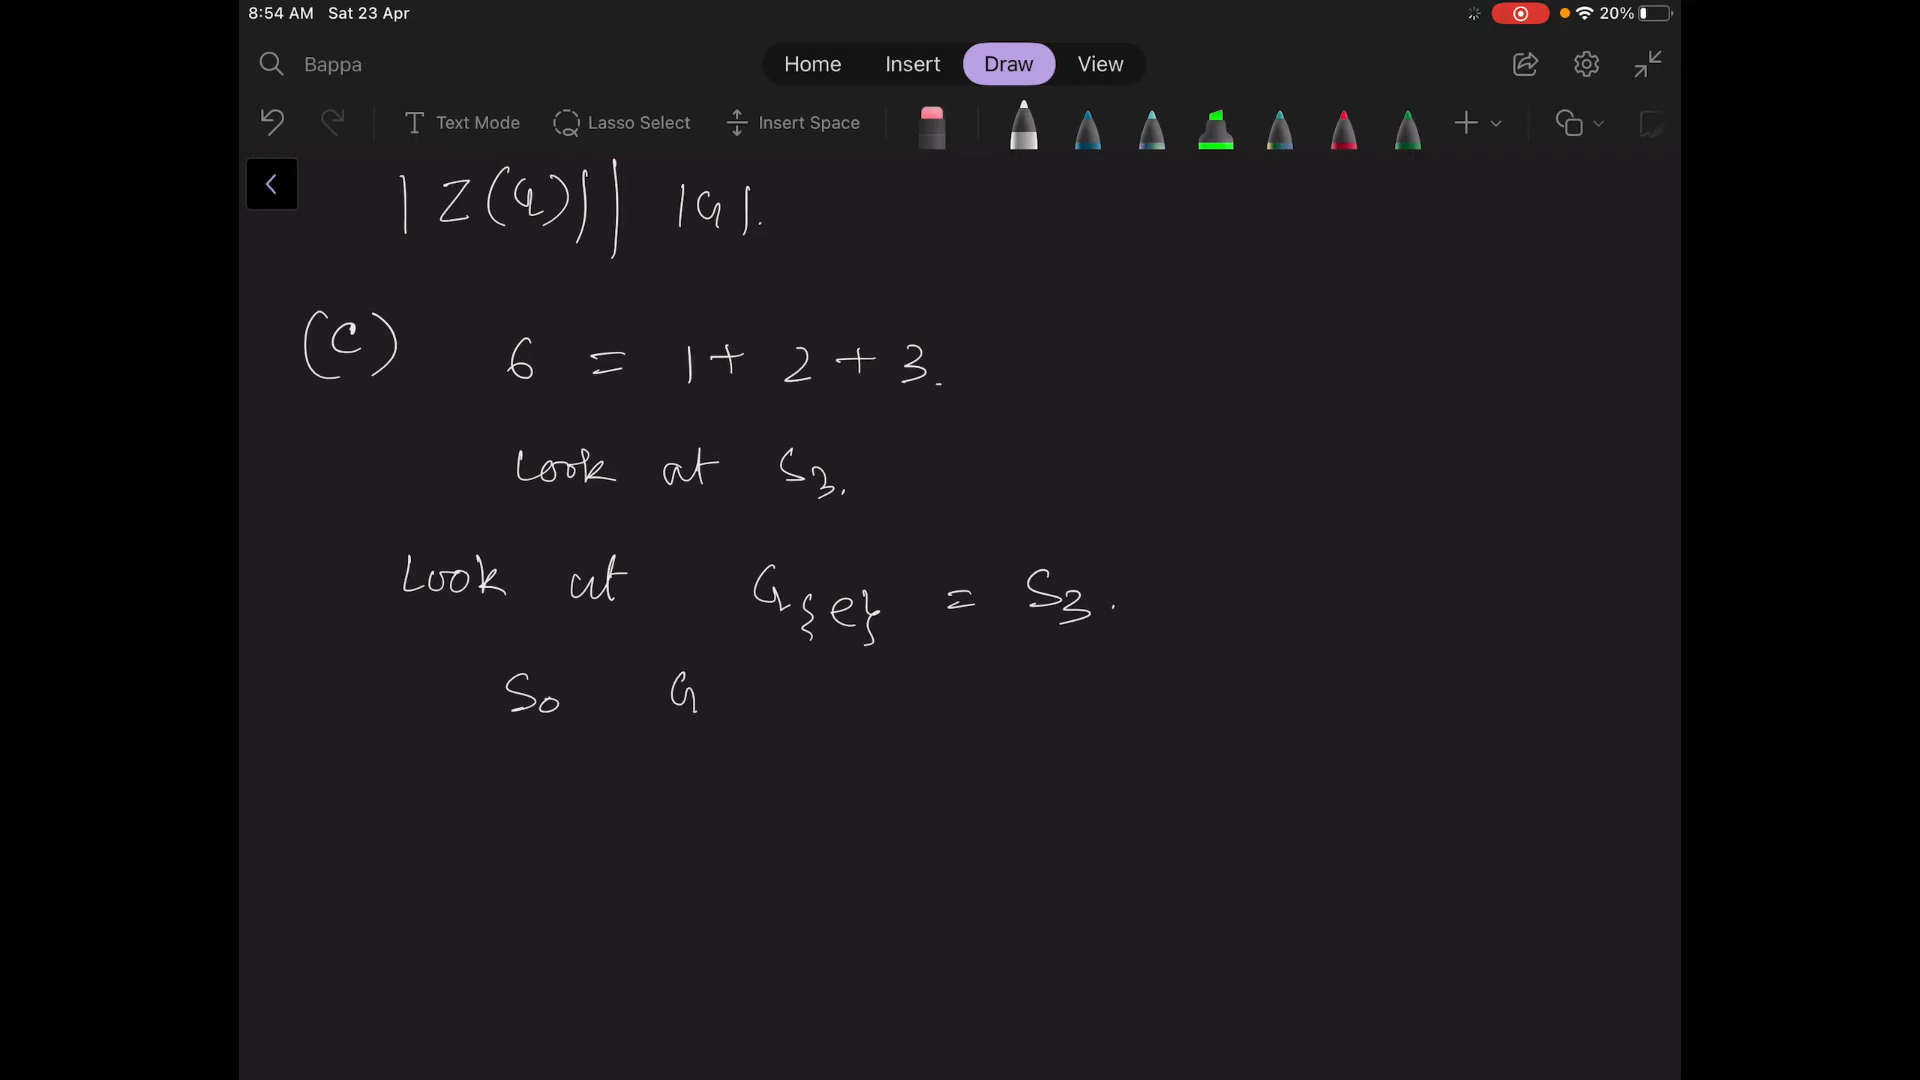 8:54 AM Sat 23 Apr 20%
Bappa Home Insert Draw View
Text Mode Lasso Select Insert Space
|Z(G)| | |G|.
(C) 6 = 1 + 2 + 3.
Look at S3.
Look at G{e} = S3.
So G